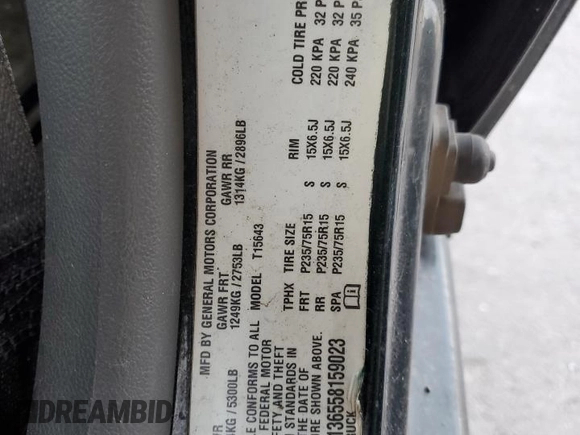 MFD BY GENERAL MOTORS CORPORATION
GAWR FRT GAWR RR
1249KG / 2753LB 1314KG / 2896LB
KG / 5300LB
MODEL T15643
E CONFORMS TO ALL
FEDERAL MOTOR
FETY AND THEFT
STANDARDS IN
THE DATE OF
RE SHOWN ABOVE.
136558159023
TPHX TIRE SIZE RIM COLD TIRE PR
FRT P235/75R15 S 15X6.5J 220 KPA 32 P
RR P235/75R15 S 15X6.5J 220 KPA 32 P
SPA P235/75R15 S 15X6.5J 240 KPA 35 P
DREAMBID